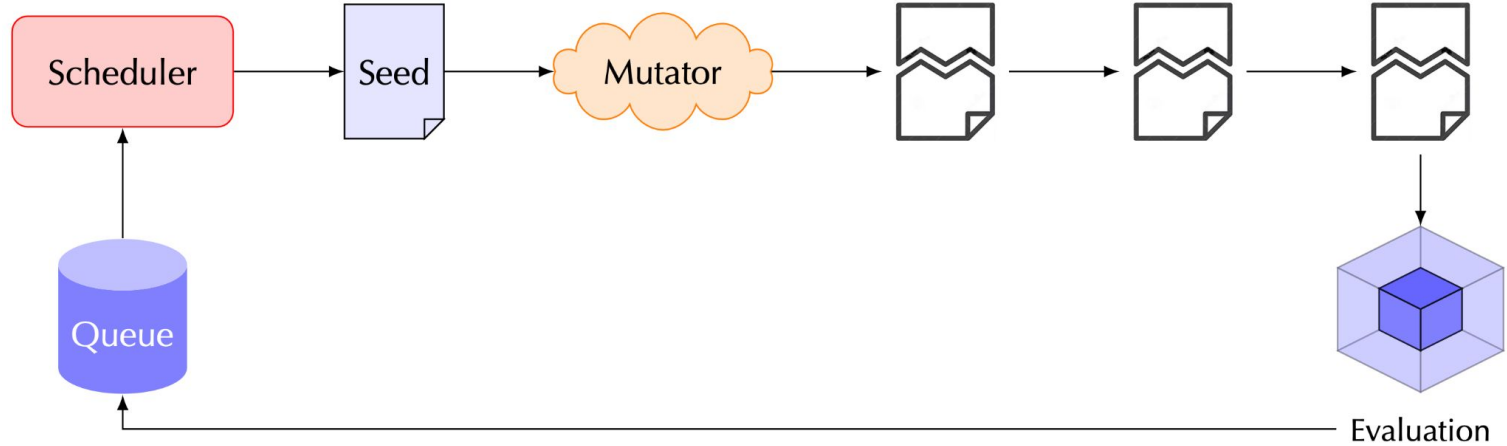 Scheduler
Seed
Mutator
Queue
Evaluation